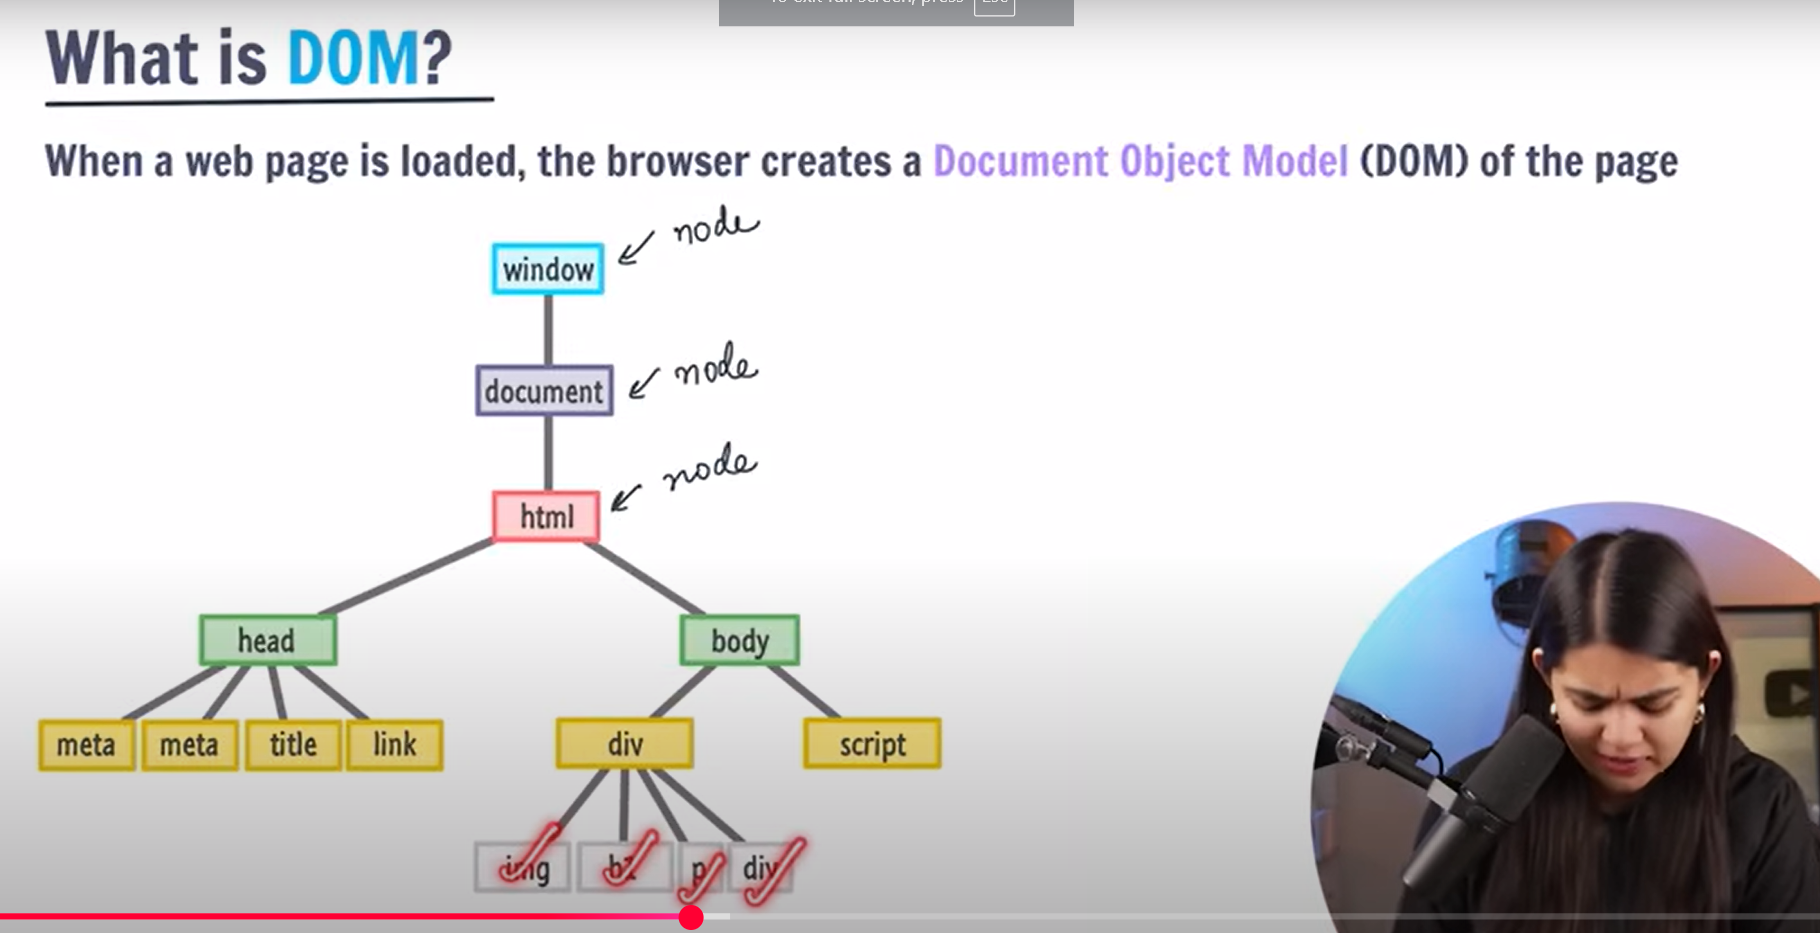 To exit full screen, press Esc
What is DOM?
When a web page is loaded, the browser creates a Document Object Model (DOM) of the page
window
node
document
node
html
node
head
body
meta
meta
title
link
div
script
img
p
div